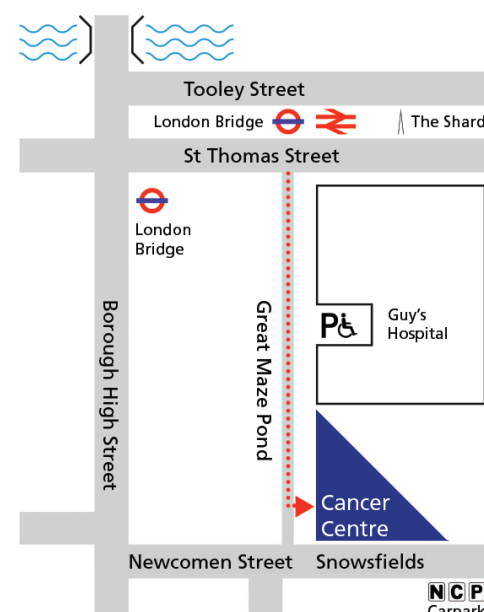 Tooley Street
London Bridge
The Shard
St Thomas Street
London
Bridge
Borough High Street
Great Maze Pond
P
Guy's
Hospital
Cancer
Centre
Newcomen Street
Snowsfields
NCP
Carpark